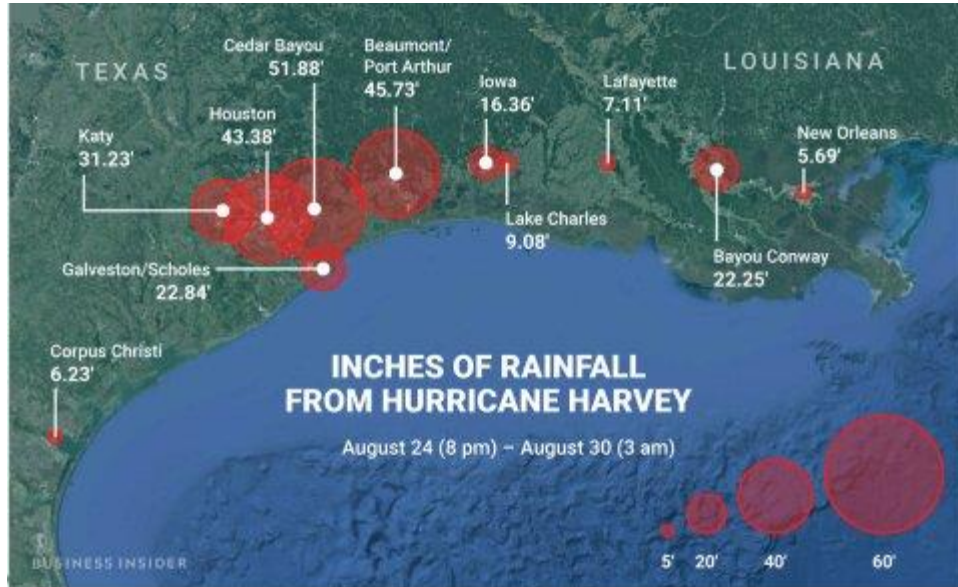 TEXAS
LOUISIANA
Cedar Bayou
51.88'
Beaumont/
Port Arthur
45.73'
Iowa
16.36'
Lafayette
7.11'
Houston
43.38'
Katy
31.23'
New Orleans
5.69'
Lake Charles
9.08'
Galveston/Scholes
22.84'
Bayou Conway
22.25'
Corpus Christi
6.23'
INCHES OF RAINFALL
FROM HURRICANE HARVEY
August 24 (8 pm) – August 30 (3 am)
5' 20' 40' 60'
BUSINESS INSIDER